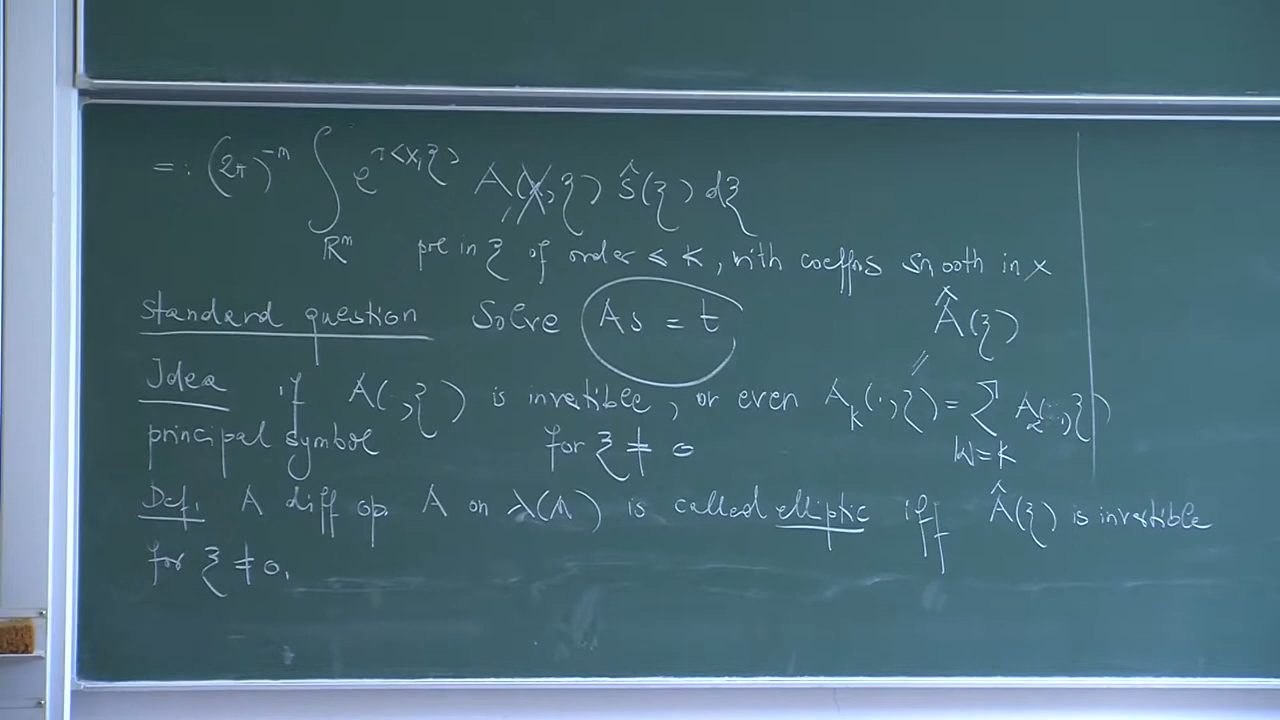 =: (2π)^{-m} ∫_{ℝ^m} e^{i<x,ξ>} A(x,ξ) ŝ(ξ) dξ
pol in ξ of order ≤ k, with coeffs smooth in x
Standard question Solve As = t
Â(ξ)
Idea if A(·,ξ) is invertible, or even A_k(·,ξ) = ∑_{|α|=k} A_α(·,ξ)
principal symbol for ξ ≠ 0
Def. A diff op. A on is called elliptic iff Â(ξ) is invertible
for ξ ≠ 0.